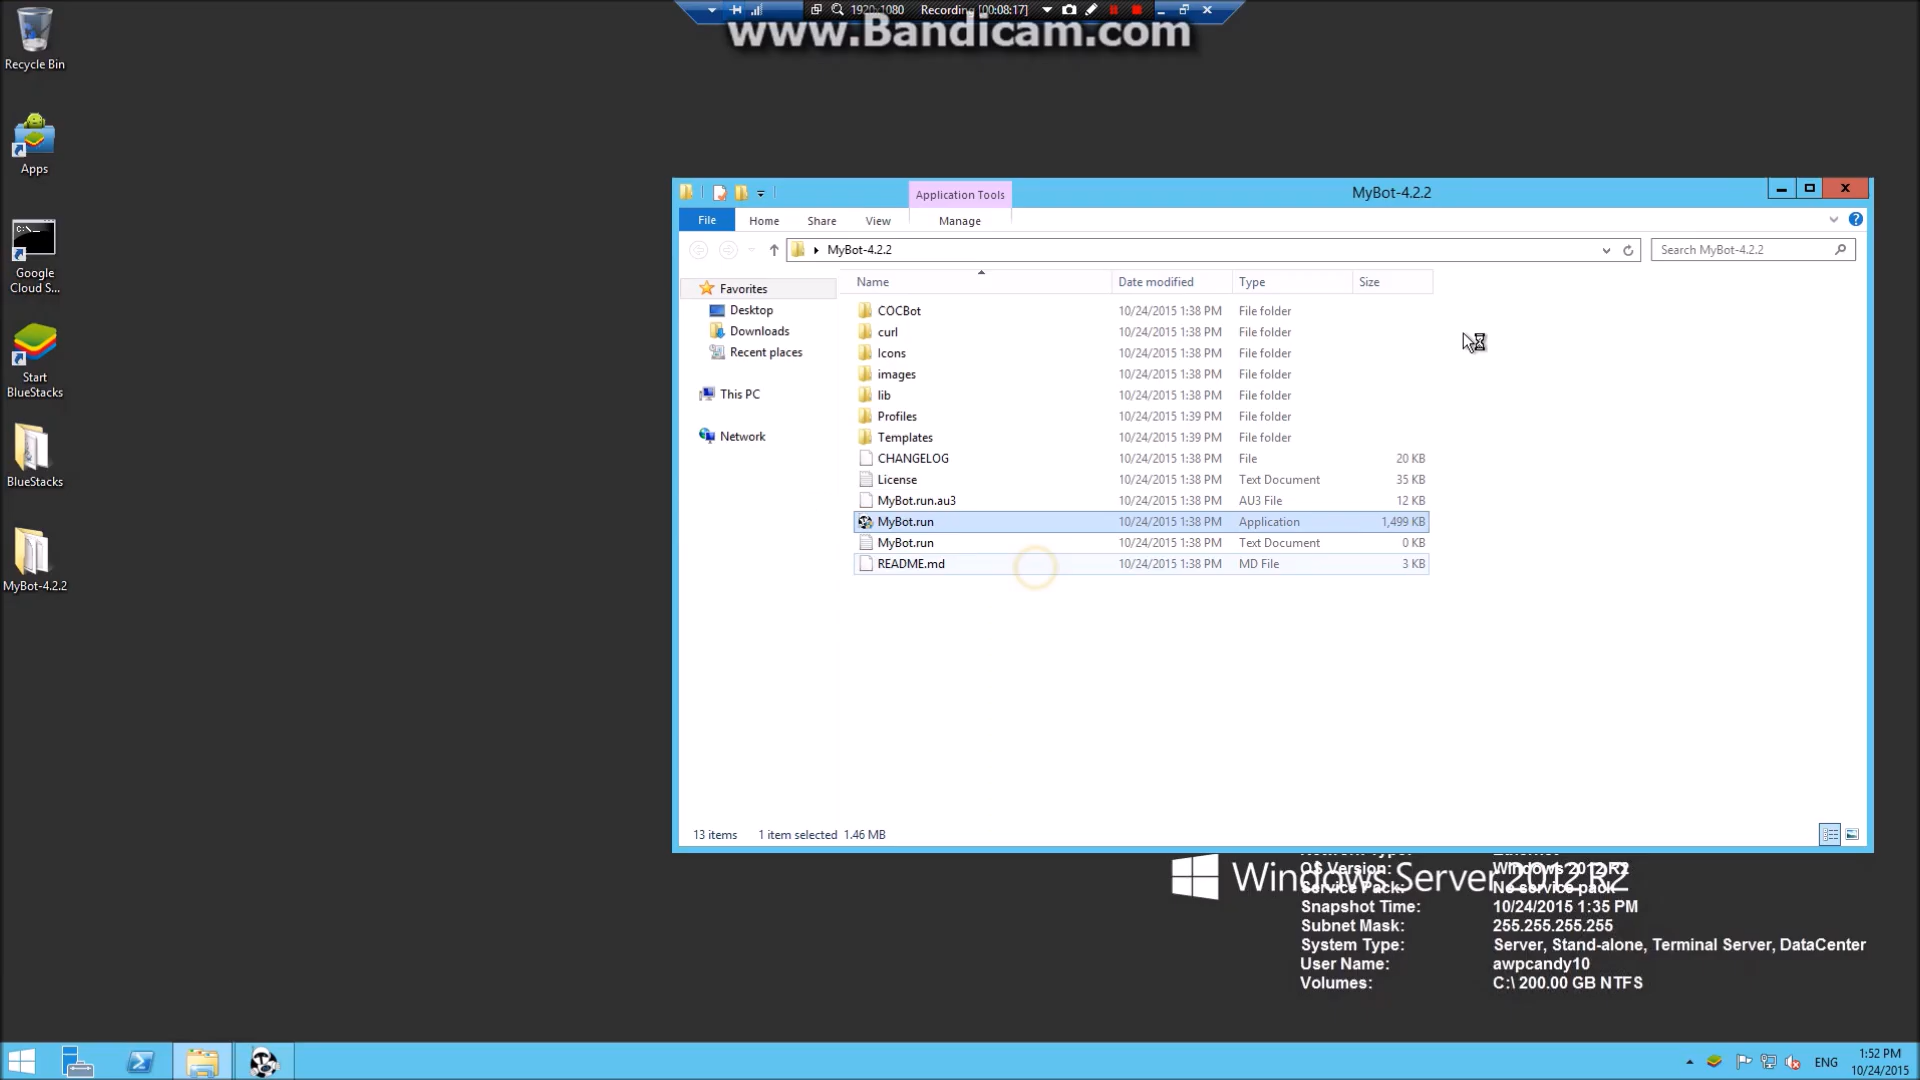 1920x1080 Recording [00:08:17]
www.Bandicam.com
Recycle Bin
Apps
Google
Cloud S...
Start
BlueStacks
BlueStacks
MyBot-4.2.2
Application Tools
MyBot-4.2.2
File Home Share View Manage
MyBot-4.2.2
Search MyBot-4.2.2
Favorites
Desktop
Downloads
Recent places
This PC
Network
Name Date modified Type Size
COCBot 10/24/2015 1:38 PM File folder
curl 10/24/2015 1:38 PM File folder
Icons 10/24/2015 1:38 PM File folder
images 10/24/2015 1:38 PM File folder
lib 10/24/2015 1:38 PM File folder
Profiles 10/24/2015 1:39 PM File folder
Templates 10/24/2015 1:39 PM File folder
CHANGELOG 10/24/2015 1:38 PM File 20 KB
License 10/24/2015 1:38 PM Text Document 35 KB
MyBot.run.au3 10/24/2015 1:38 PM AU3 File 12 KB
MyBot.run 10/24/2015 1:38 PM Application 1,499 KB
MyBot.run 10/24/2015 1:38 PM Text Document 0 KB
README.md 10/24/2015 1:38 PM MD File 3 KB
13 items 1 item selected 1.46 MB
Windows Server 2012 R2
OS Version: Windows 2012 R2
Service Pack: No service pack
Snapshot Time: 10/24/2015 1:35 PM
Subnet Mask: 255.255.255.255
System Type: Server, Stand-alone, Terminal Server, DataCenter
User Name: awpcandy10
Volumes: C:\ 200.00 GB NTFS
ENG
1:52 PM
10/24/2015